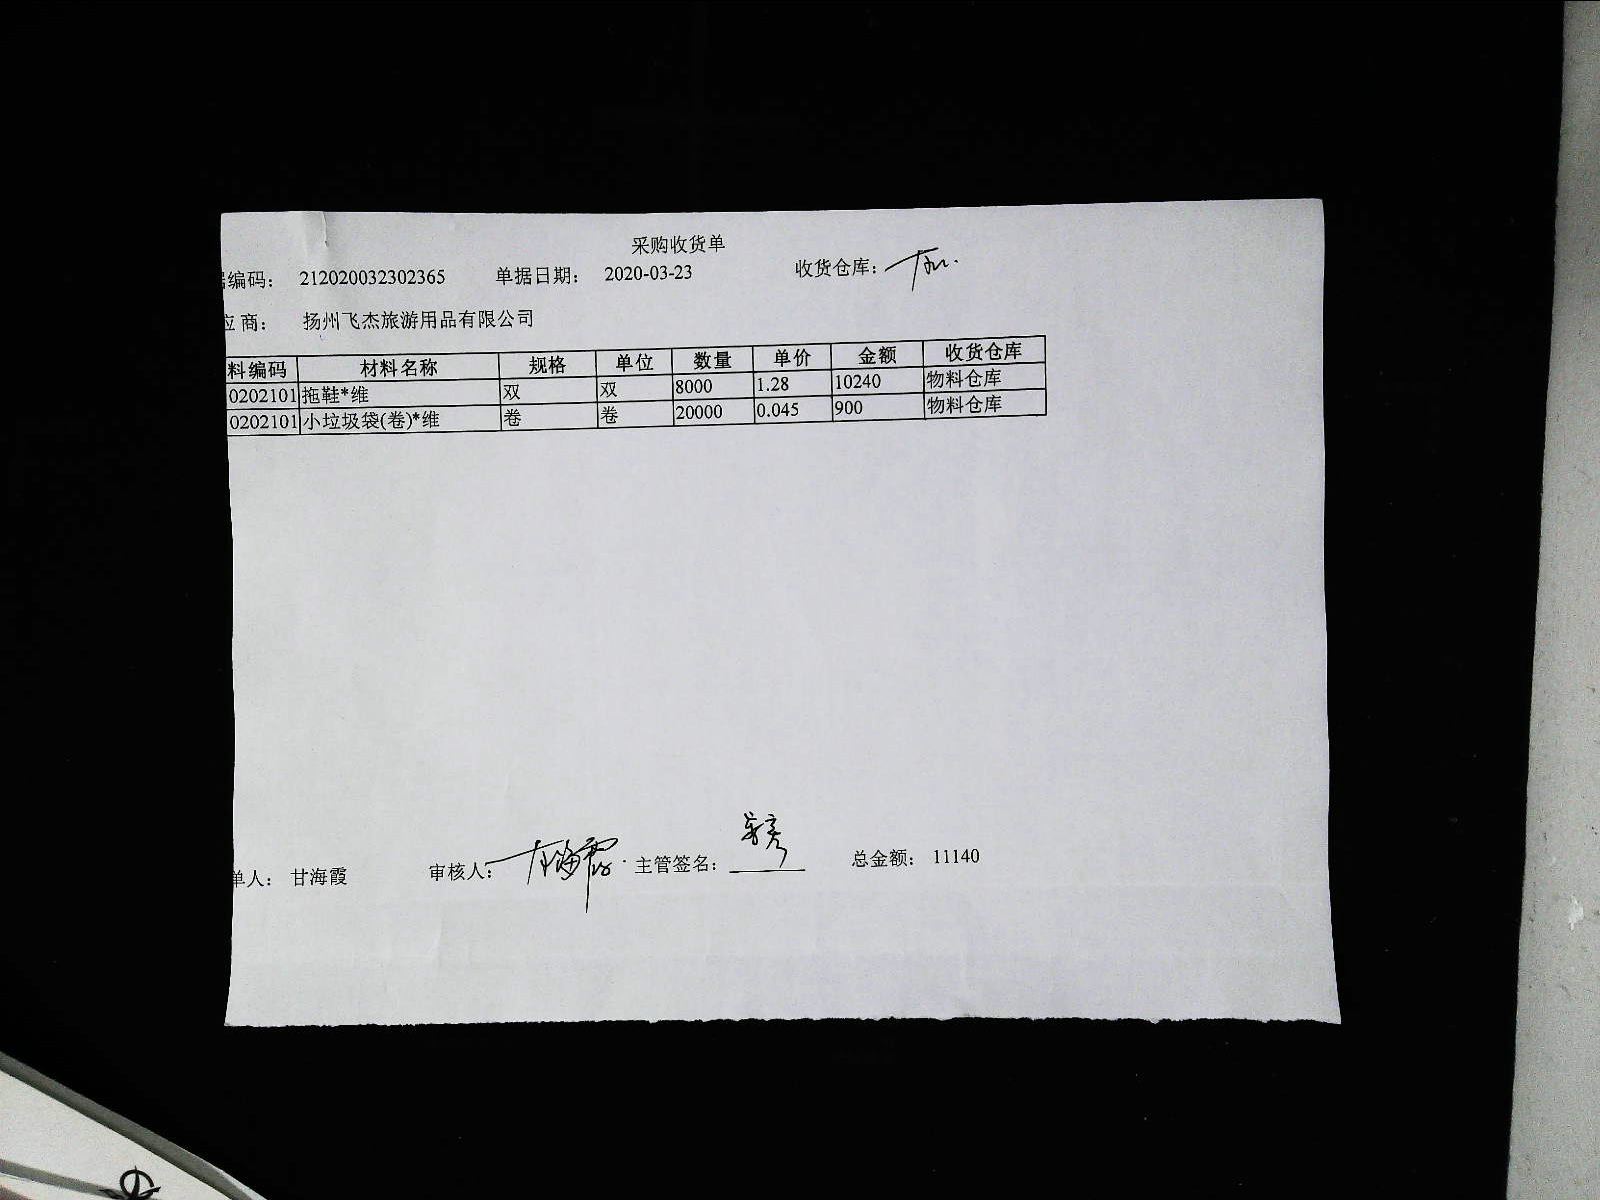 采购收货单
编码： 212020032302365 单据日期： 2020-03-23 收货仓库：
应商： 扬州飞杰旅游用品有限公司
料编码 材料名称 规格 单位 数量 单价 金额 收货仓库
0202101 拖鞋*维 双 双 8000 1.28 10240 物料仓库
0202101 小垃圾袋(卷)*维 卷 卷 20000 0.045 900 物料仓库
单人： 甘海霞 审核人： 甘海霞 主管签名： 总金额： 11140